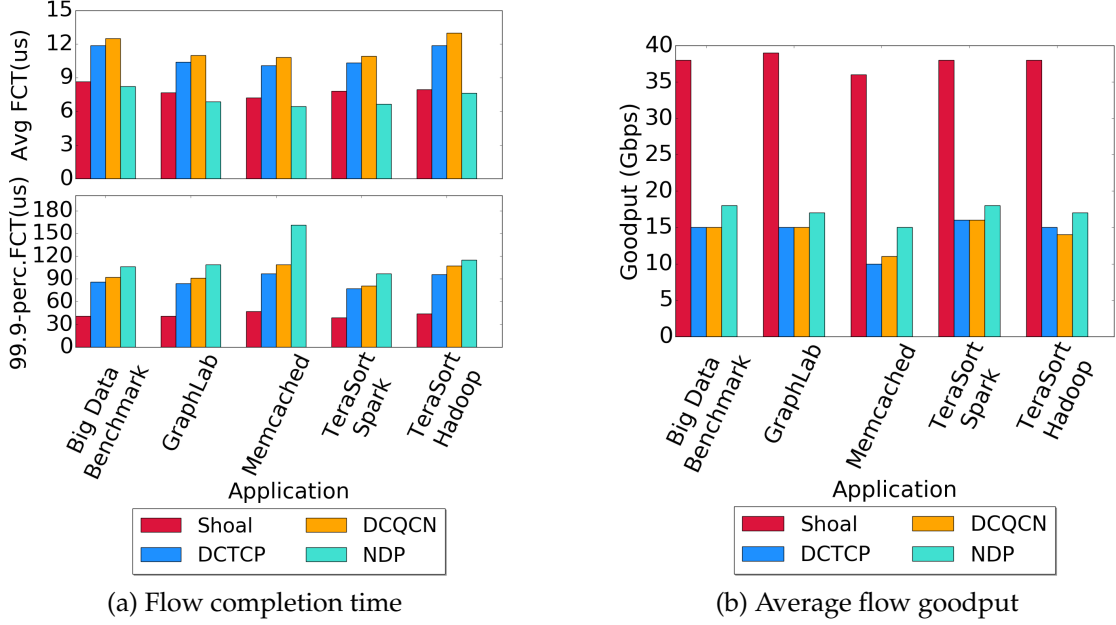 15
12
9
6
3
0
Avg FCT(us)
180
150
120
90
60
30
0
99.9-perc.FCT(us)
Big Data
Benchmark
GraphLab
Memcached
TeraSort
Spark
TeraSort
Hadoop
Application
Shoal
DCQCN
DCTCP
NDP
(a) Flow completion time
40
35
30
25
20
15
10
5
0
Goodput (Gbps)
Big Data
Benchmark
GraphLab
Memcached
TeraSort
Spark
TeraSort
Hadoop
Application
Shoal
DCQCN
DCTCP
NDP
(b) Average flow goodput